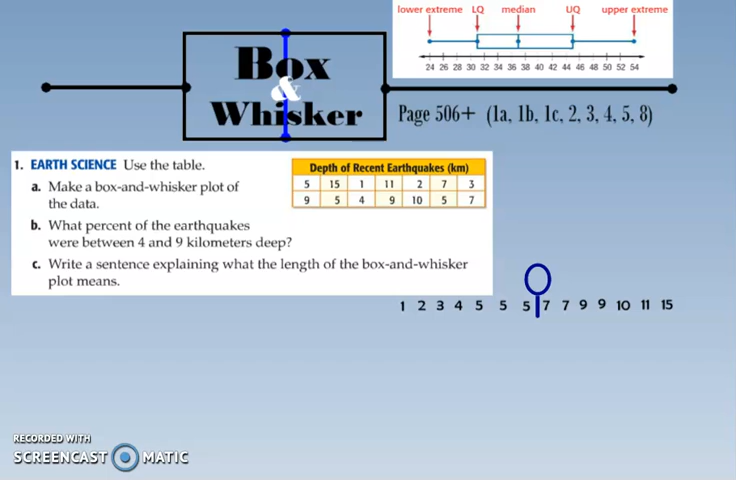 lower extreme LQ median UQ upper extreme
24 26 28 30 32 34 36 38 40 42 44 46 48 50 52 54
Box
&
Whisker
Page 506+ (1a, 1b, 1c, 2, 3, 4, 5, 8)
1. EARTH SCIENCE Use the table.
a. Make a box-and-whisker plot of
the data.
b. What percent of the earthquakes
were between 4 and 9 kilometers deep?
c. Write a sentence explaining what the length of the box-and-whisker
plot means.
Depth of Recent Earthquakes (km)
5 15 1 11 2 7 3
9 5 4 9 10 5 7
1 2 3 4 5 5 5 7 7 9 9 10 11 15
RECORDED WITH
SCREENCAST MATIC